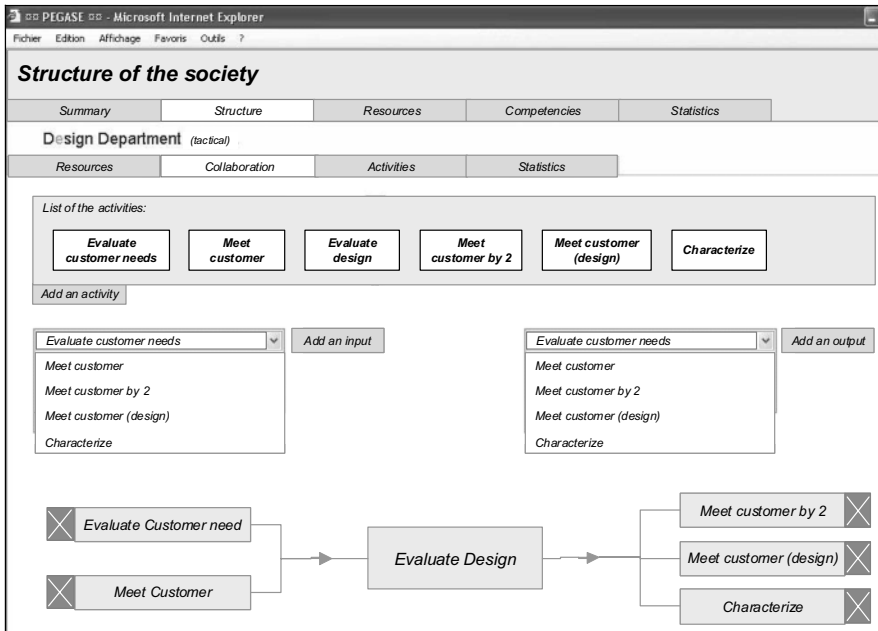 ¤¤ PEGASE ¤¤ - Microsoft Internet Explorer
Fichier Edition Affichage Favoris Outils ?
Structure of the society
Summary Structure Resources Competencies Statistics
Design Department (tactical)
Resources Collaboration Activities Statistics
List of the activities:
Evaluate customer needs
Meet customer
Evaluate design
Meet customer by 2
Meet customer (design)
Characterize
Add an activity
Evaluate customer needs Add an input
Meet customer
Meet customer by 2
Meet customer (design)
Characterize
Evaluate customer needs Add an output
Meet customer
Meet customer by 2
Meet customer (design)
Characterize
Evaluate Customer need
Meet Customer
Evaluate Design
Meet customer by 2
Meet customer (design)
Characterize